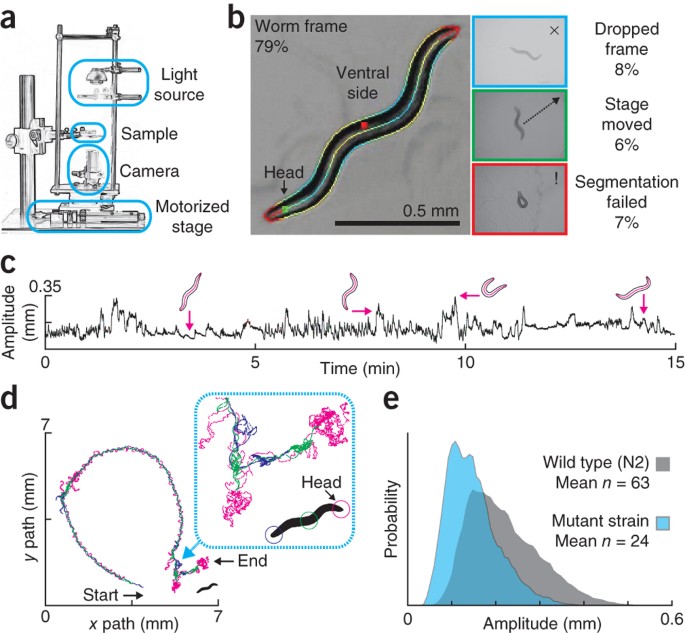 a
Light
source
Sample
Camera
Motorized
stage
b
Worm frame
79%
Ventral
side
Head
0.5 mm
×
Dropped
frame
8%
Stage
moved
6%
!
Segmentation
failed
7%
c
Amplitude
(mm)
0.35
0
5
10
15
Time (min)
d
7
y path (mm)
0
x path (mm)
7
Start
End
Head
e
Probability
Wild type (N2)
Mean n = 63
Mutant strain
Mean n = 24
0
Amplitude (mm)
0.6